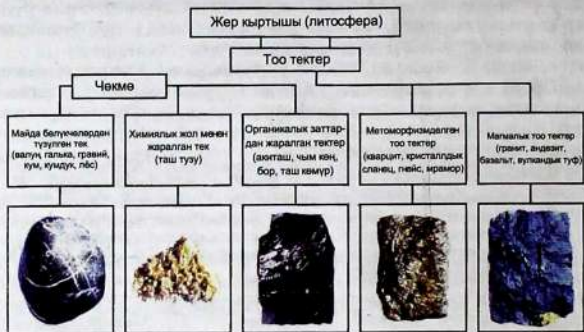 Жер кыртышы (литосфера)
Тоо тектер
Чөкмө
Майда бөлүкчөлөрдөн
түзүлгөн тек
(валун, галька, гравий,
кум, кумдук, лёс)
Химиялык жол менен
жаралган тек
(таш тузу)
Органикалык заттар-
дан жаралган тектер
(акиташ, чым көң,
бор, таш көмүр)
Метоморфизмделген
тоо тектер
(кварцит, кристаллдык
сланец, гнейс, мрамор)
Магмалык тоо тектер
(гранит, андезит,
базальт, вулкандык туф)